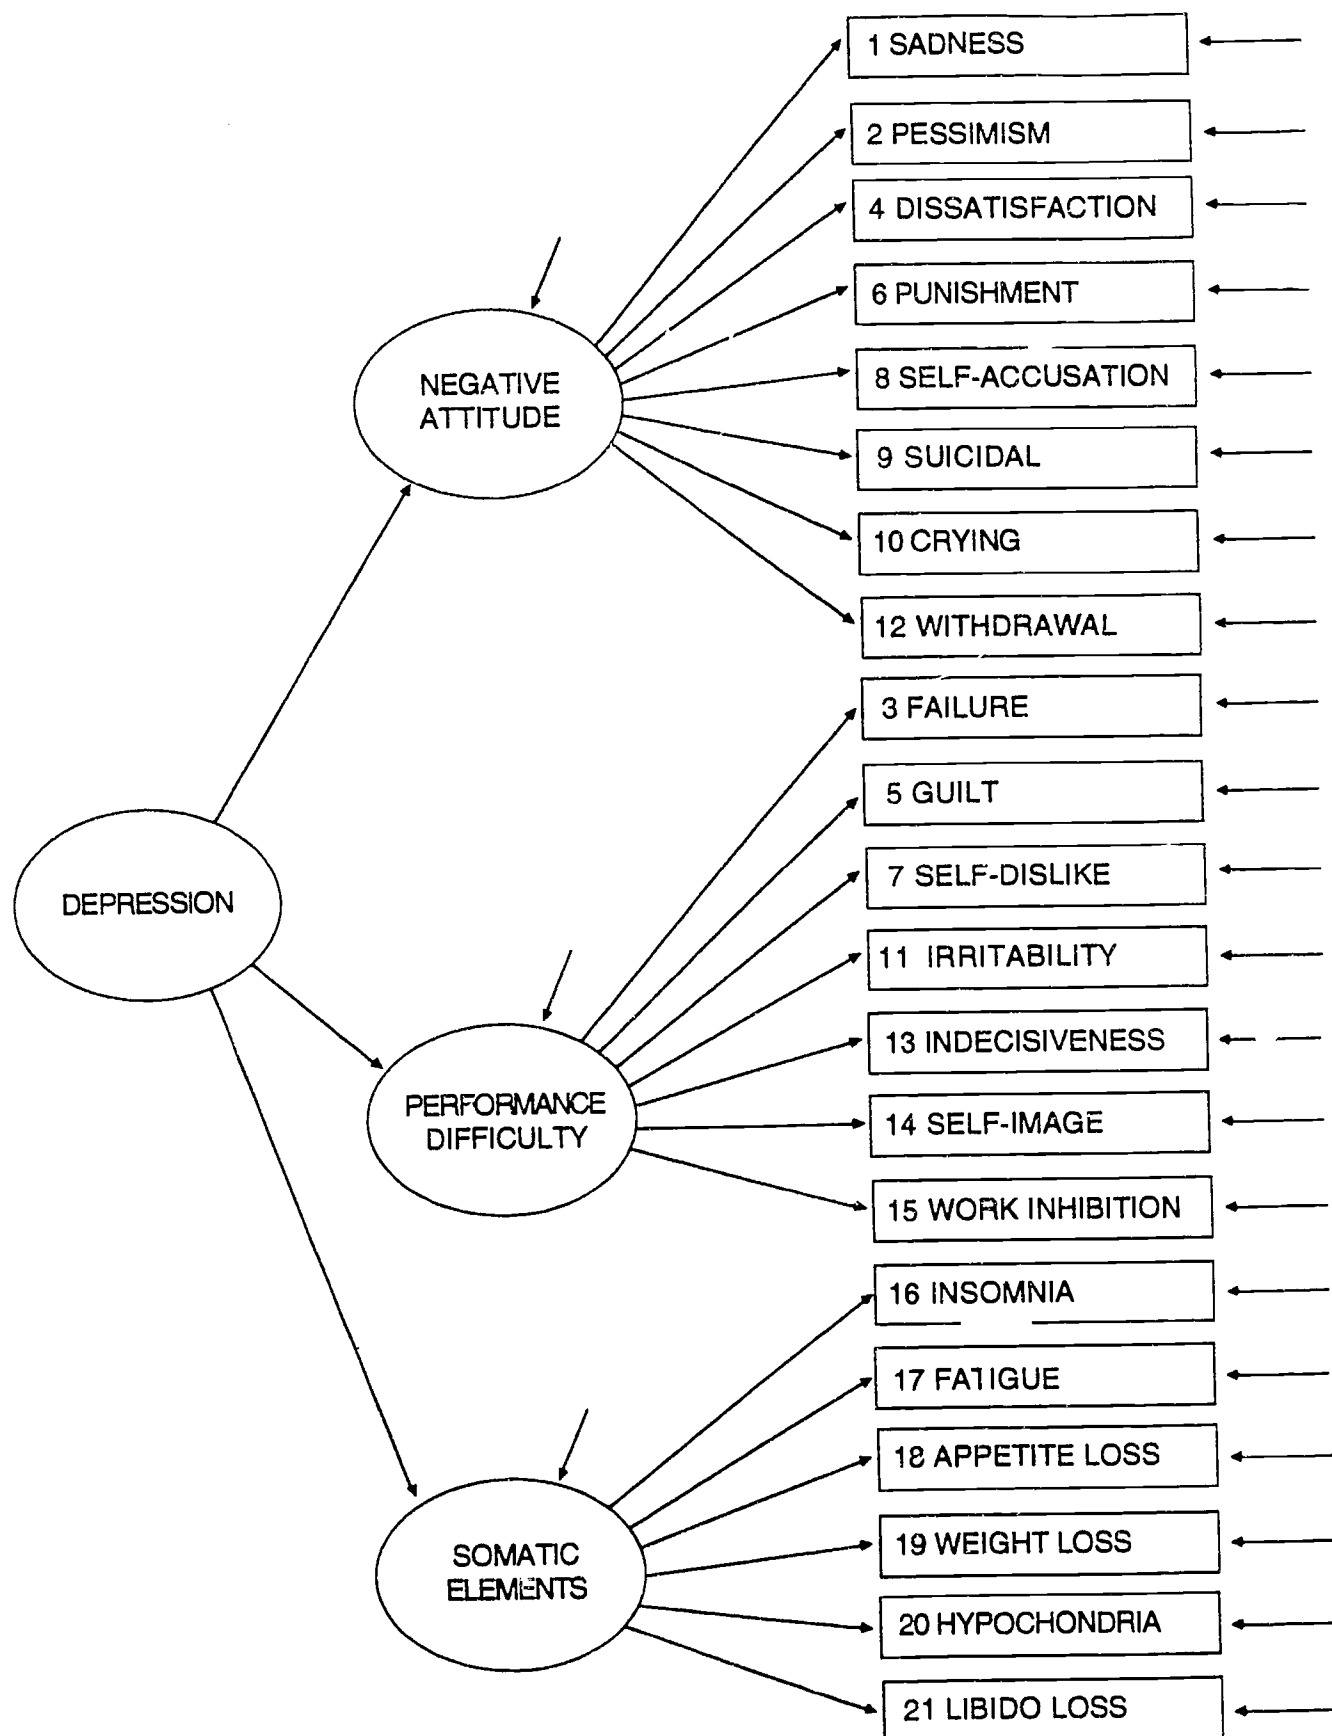 1 SADNESS
2 PESSIMISM
4 DISSATISFACTION
6 PUNISHMENT
8 SELF-ACCUSATION
9 SUICIDAL
10 CRYING
12 WITHDRAWAL
3 FAILURE
5 GUILT
7 SELF-DISLIKE
11 IRRITABILITY
13 INDECISIVENESS
14 SELF-IMAGE
15 WORK INHIBITION
16 INSOMNIA
17 FATIGUE
18 APPETITE LOSS
19 WEIGHT LOSS
20 HYPOCHONDRIA
21 LIBIDO LOSS
NEGATIVE
ATTITUDE
DEPRESSION
PERFORMANCE
DIFFICULTY
SOMATIC
ELEMENTS